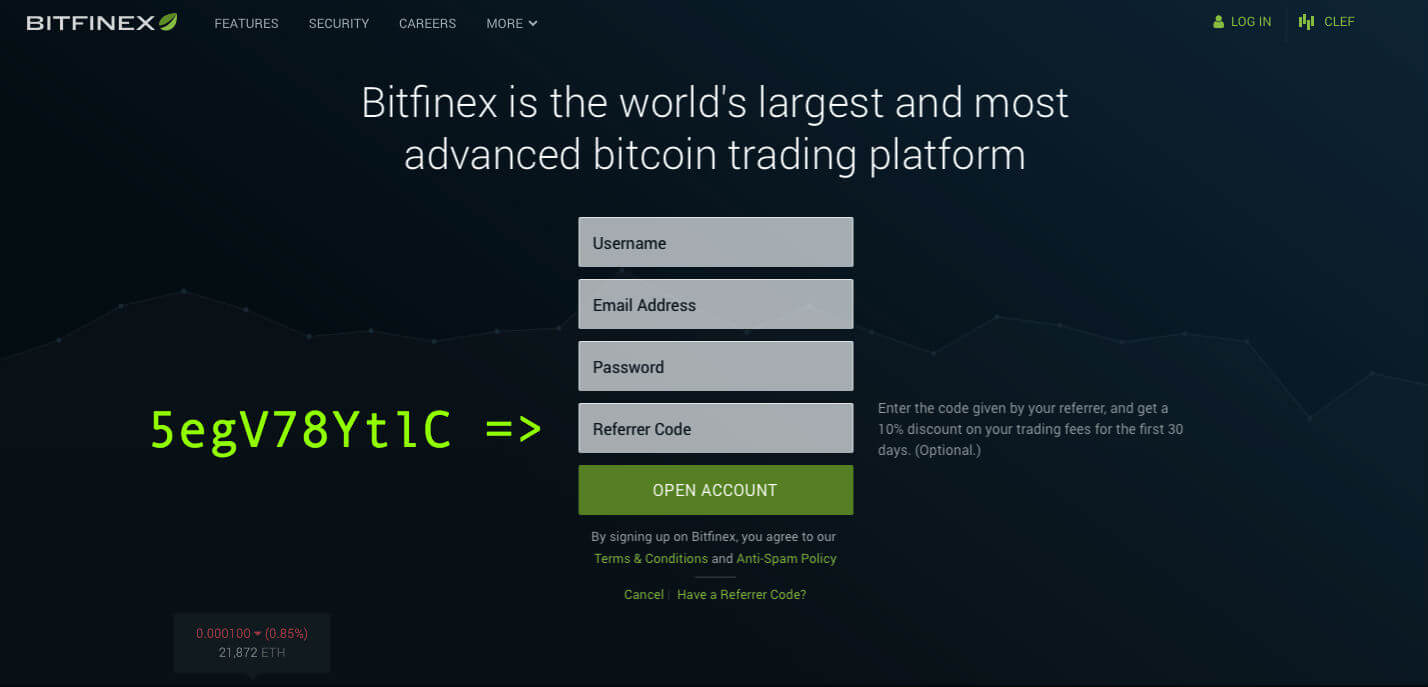 BITFINEX
FEATURES SECURITY CAREERS MORE
LOG IN CLEF
Bitfinex is the world's largest and most
advanced bitcoin trading platform
Username
Email Address
Password
5egV78YtlC =>
Referrer Code
Enter the code given by your referrer, and get a
10% discount on your trading fees for the first 30
days. (Optional.)
OPEN ACCOUNT
By signing up on Bitfinex, you agree to our
Terms & Conditions and Anti-Spam Policy
Cancel | Have a Referrer Code?
0.000100 (0.85%)
21,872 ETH